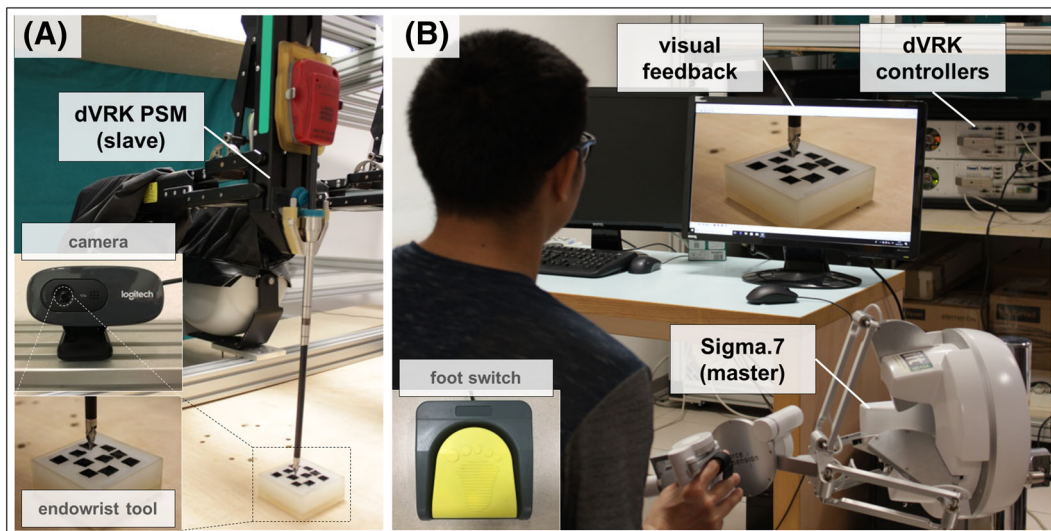 (A)
dVRK PSM
(slave)
camera
logitech
endowrist tool
(B)
visual
feedback
dVRK
controllers
foot switch
Sigma.7
(master)